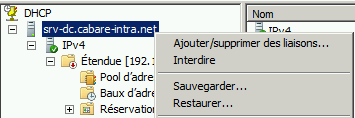 DHCP
srv-dc.cabare-intra.net
IPv4
Étendue [192.1
Pool d'adre
Baux d'adre
Réservation
Nom
IPv4
Ajouter/supprimer des liaisons...
Interdire
Sauvegarder...
Restaurer...